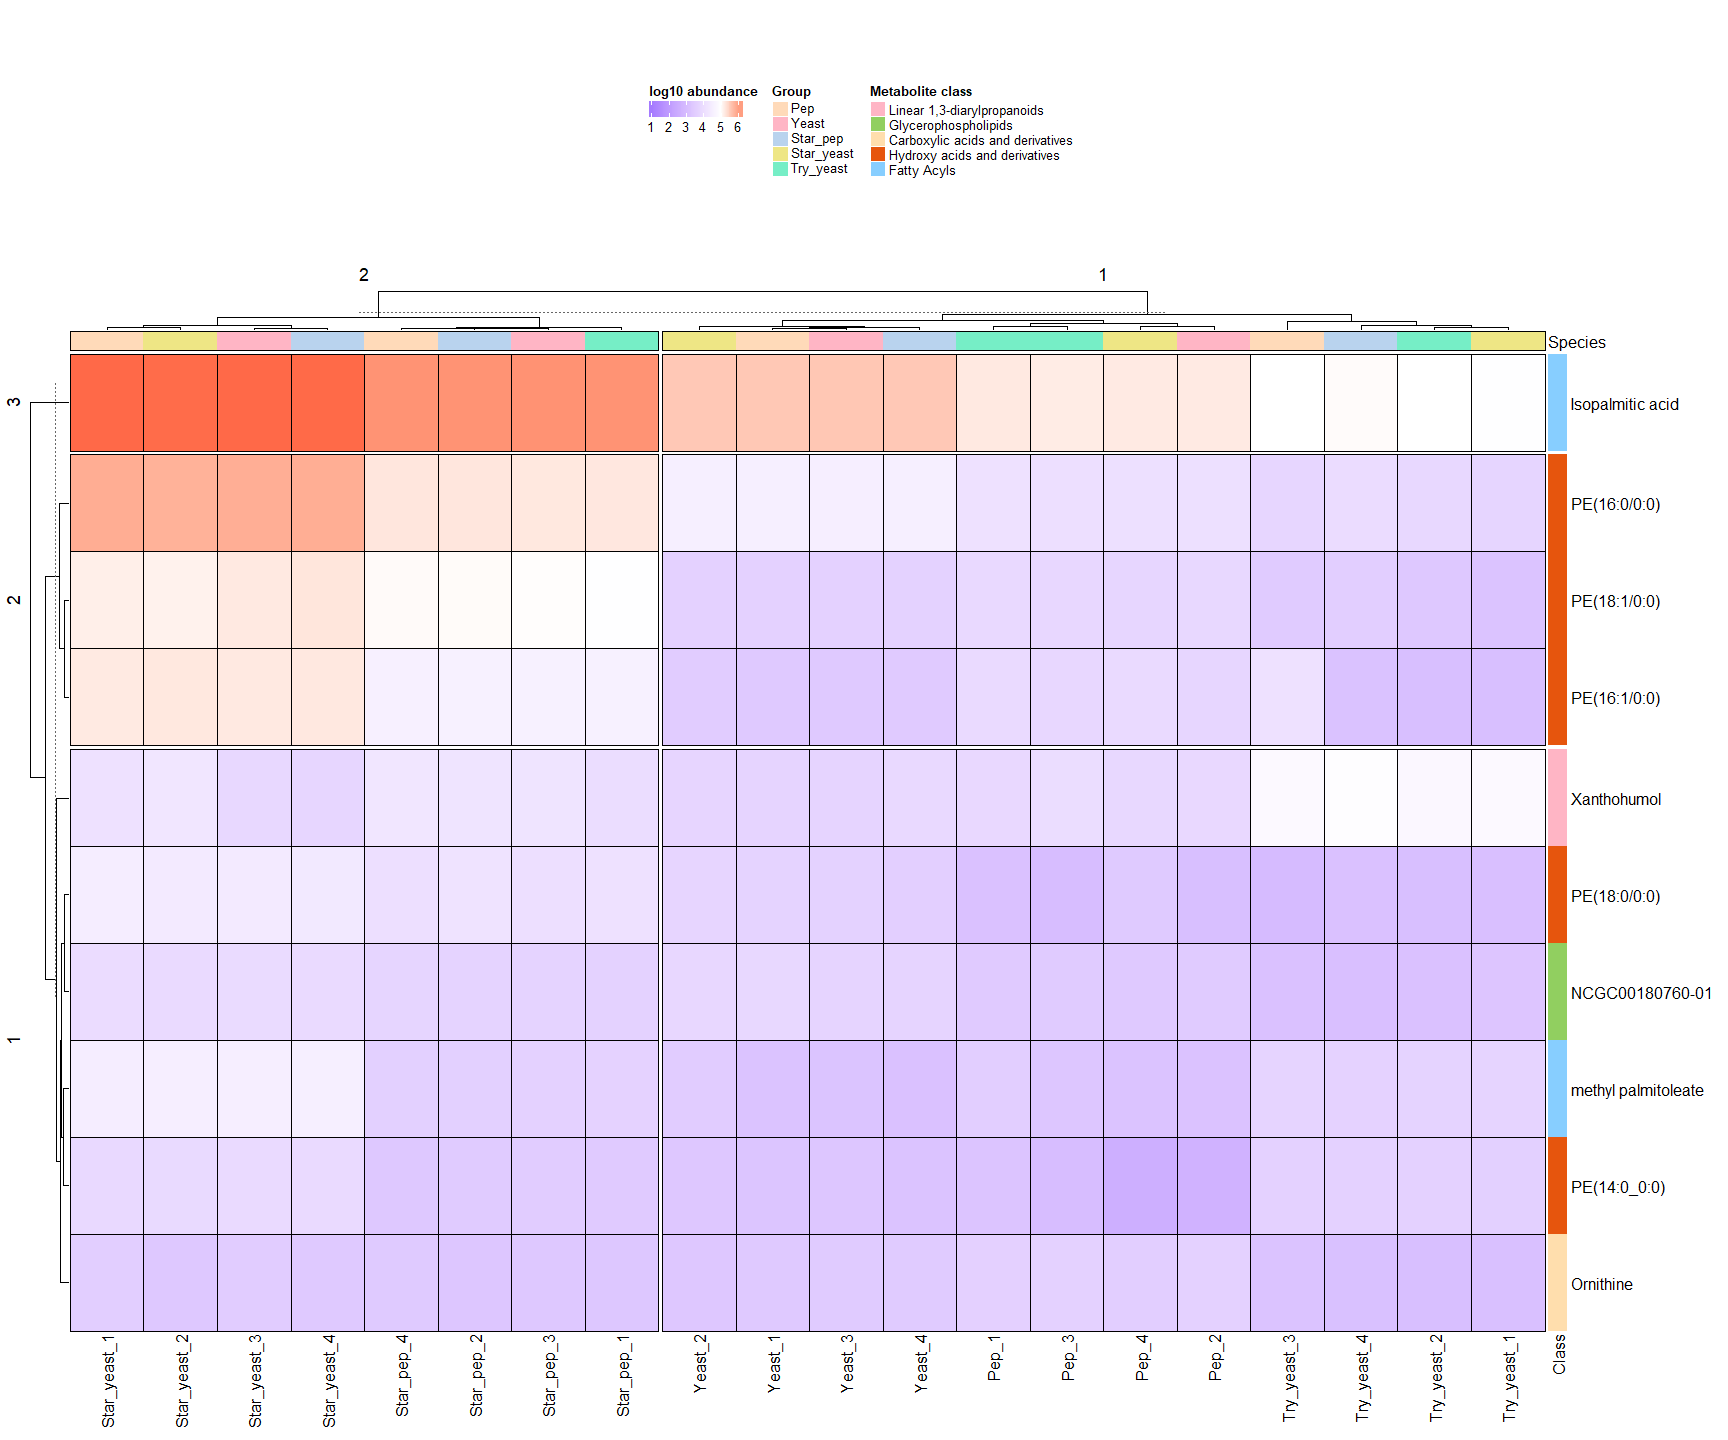 log10 abundance
1 2 3 4 5 6
Group
Pep
Yeast
Star_pep
Star_yeast
Try_yeast
Metabolite class
Linear 1,3-diarylpropanoids
Glycerophospholipids
Carboxylic acids and derivatives
Hydroxy acids and derivatives
Fatty Acyls
2
1
Species
3
Isopalmitic acid
PE(16:0/0:0)
2
PE(18:1/0:0)
PE(16:1/0:0)
Xanthohumol
PE(18:0/0:0)
NCGC00180760-01
1
methyl palmitoleate
PE(14:0_0:0)
Ornithine
Star_yeast_1
Star_yeast_2
Star_yeast_3
Star_yeast_4
Star_pep_4
Star_pep_2
Star_pep_3
Star_pep_1
Yeast_2
Yeast_1
Yeast_3
Yeast_4
Pep_1
Pep_3
Pep_4
Pep_2
Try_yeast_3
Try_yeast_4
Try_yeast_2
Try_yeast_1
Class